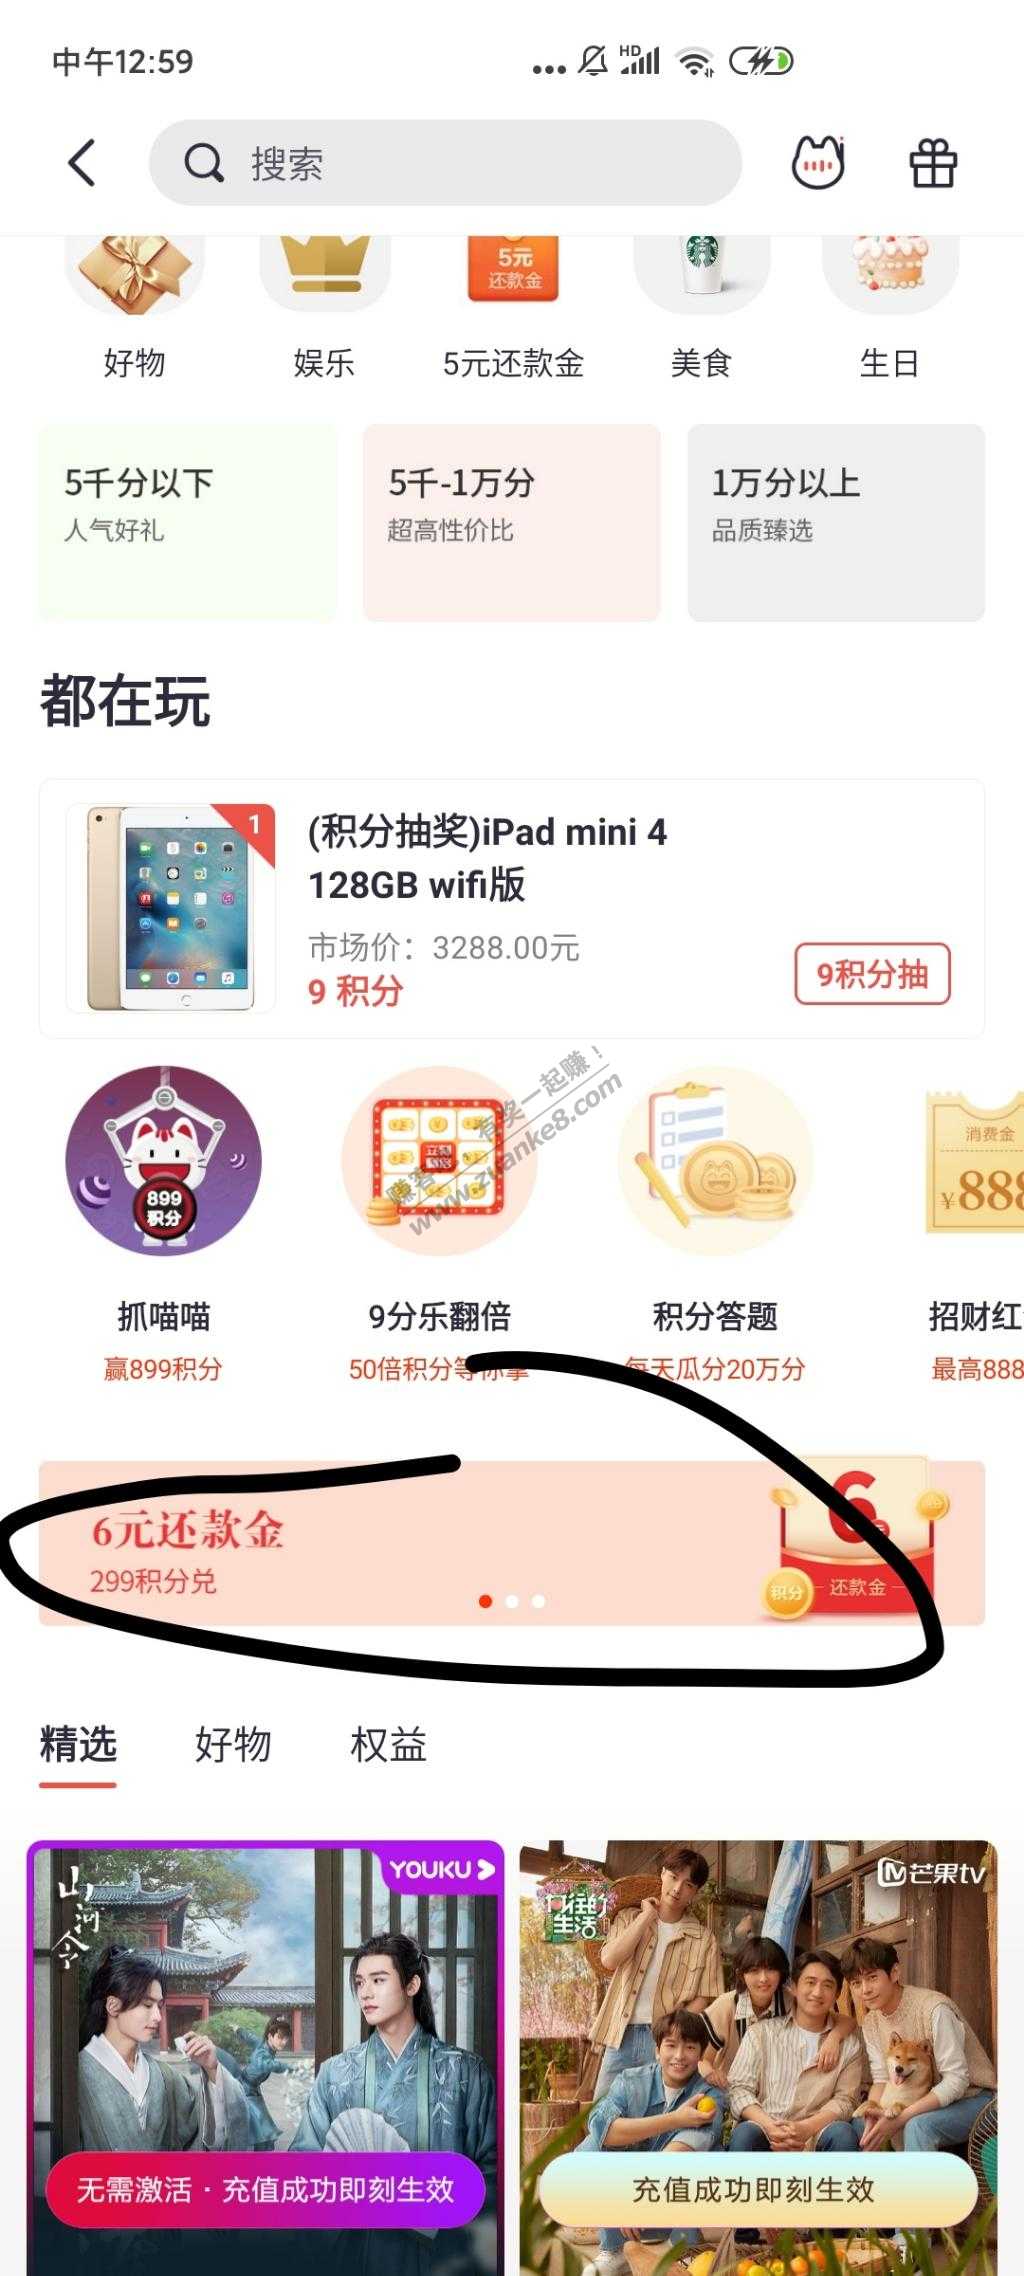 中午12:59
HD
搜索
5元
还款金
好物
娱乐
5元还款金
美食
生日
5千分以下
人气好礼
5千-1万分
超高性价比
1万分以上
品质臻选
都在玩
1
(积分抽奖)iPad mini 4
128GB wifi版
市场价：3288.00元
9 积分
9积分抽
有奖一起赚！
赚客
www.zuanke8.com
899
积分
消费金
¥888
抓喵喵
赢899积分
9分乐翻倍
50倍积分等你拿
积分答题
每天瓜分20万分
招财红
最高888
6元还款金
299积分兑
6元
还款金
积分
精选
好物
权益
山河令
YOUKU
向往的
生活
芒果tv
无需激活·充值成功即刻生效
充值成功即刻生效